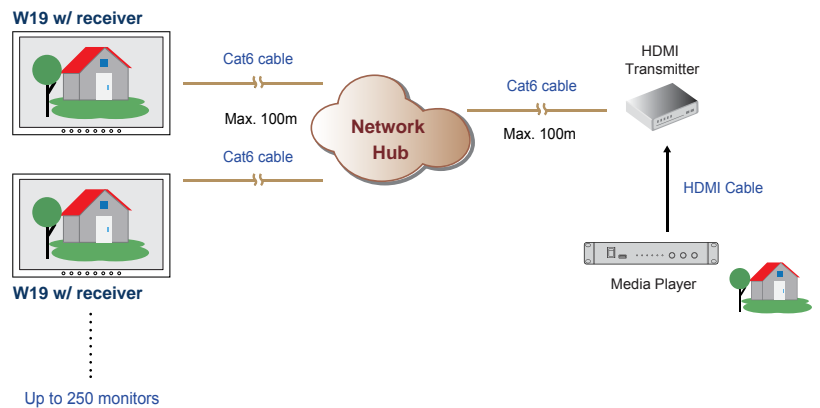 W19 w/ receiver
Cat6 cable
Max. 100m
Cat6 cable
W19 w/ receiver
Up to 250 monitors
Network
Hub
Cat6 cable
Max. 100m
HDMI
Transmitter
HDMI Cable
Media Player